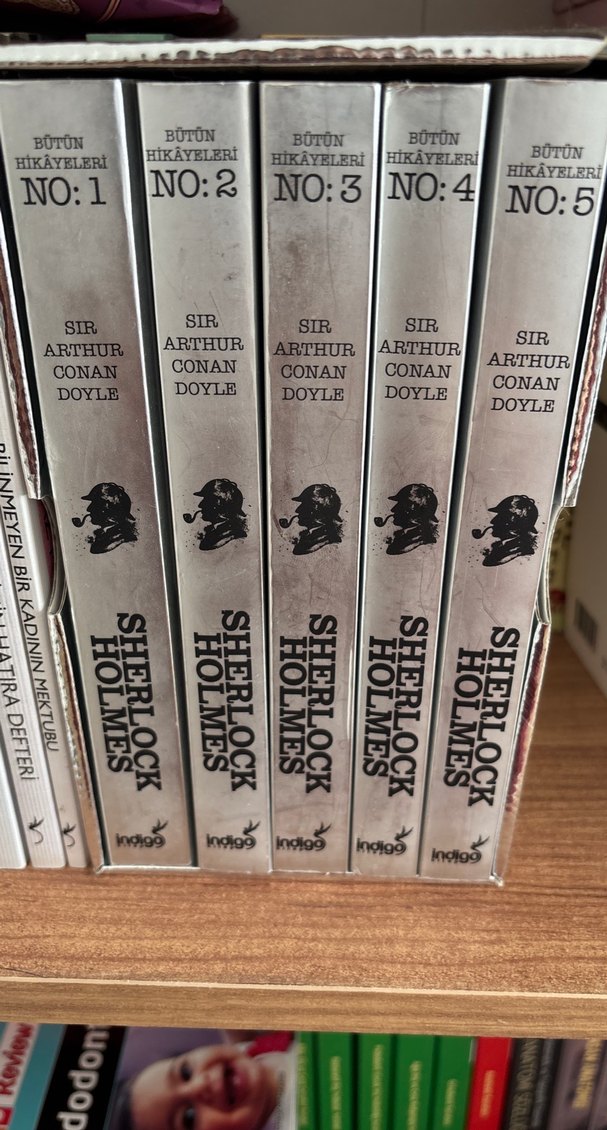 BÜTÜN
HİKÂYELERİ
NO: 1
SIR
ARTHUR
CONAN
DOYLE
SHERLOCK
HOLMES
indigo
BÜTÜN
HİKÂYELERİ
NO: 2
SIR
ARTHUR
CONAN
DOYLE
SHERLOCK
HOLMES
indigo
BÜTÜN
HİKÂYELERİ
NO: 3
SIR
ARTHUR
CONAN
DOYLE
SHERLOCK
HOLMES
indigo
BÜTÜN
HİKÂYELERİ
NO: 4
SIR
ARTHUR
CONAN
DOYLE
SHERLOCK
HOLMES
indigo
BÜTÜN
HİKÂYELERİ
NO: 5
SIR
ARTHUR
CONAN
DOYLE
SHERLOCK
HOLMES
indigo
BİLİNMEYEN BİR KADININ MEKTUBU
HATIRA DEFTERİ
Review
dodon